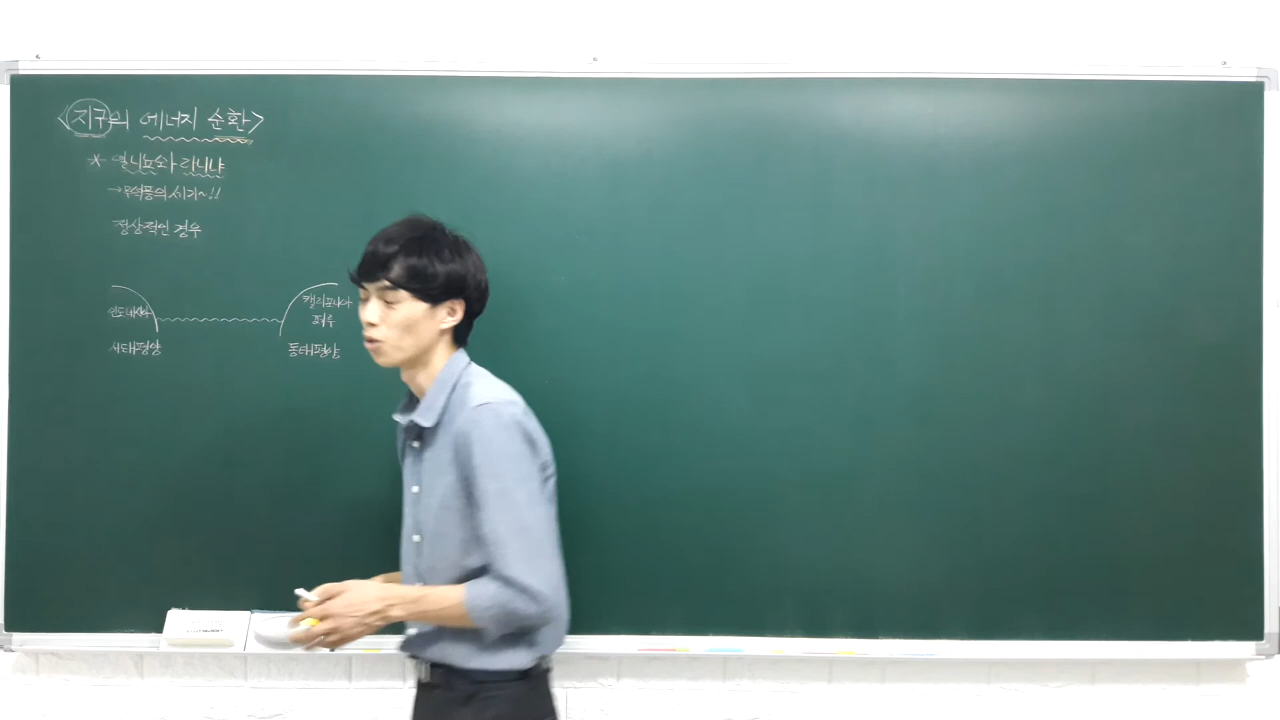 <지구의 에너지 순환>
* 엘니뇨와 라니냐
→무역풍의 세기~!!
정상적인 경우
인도네시아
캘리포니아
페루
서태평양
동태평양